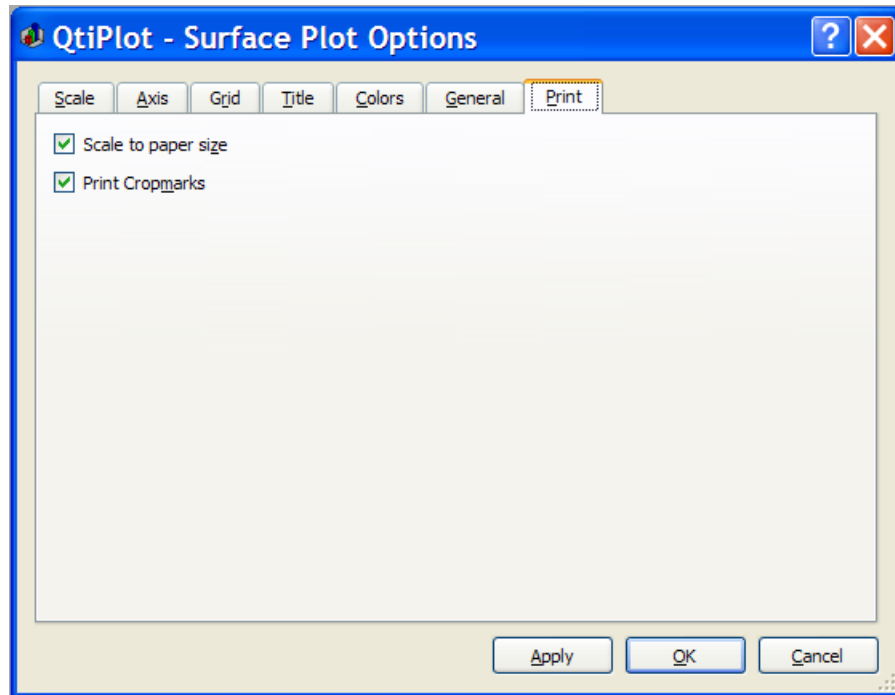 QtiPlot - Surface Plot Options
?
Scale Axis Grid Title Colors General Print
Scale to paper size
Print Cropmarks
Apply OK Cancel